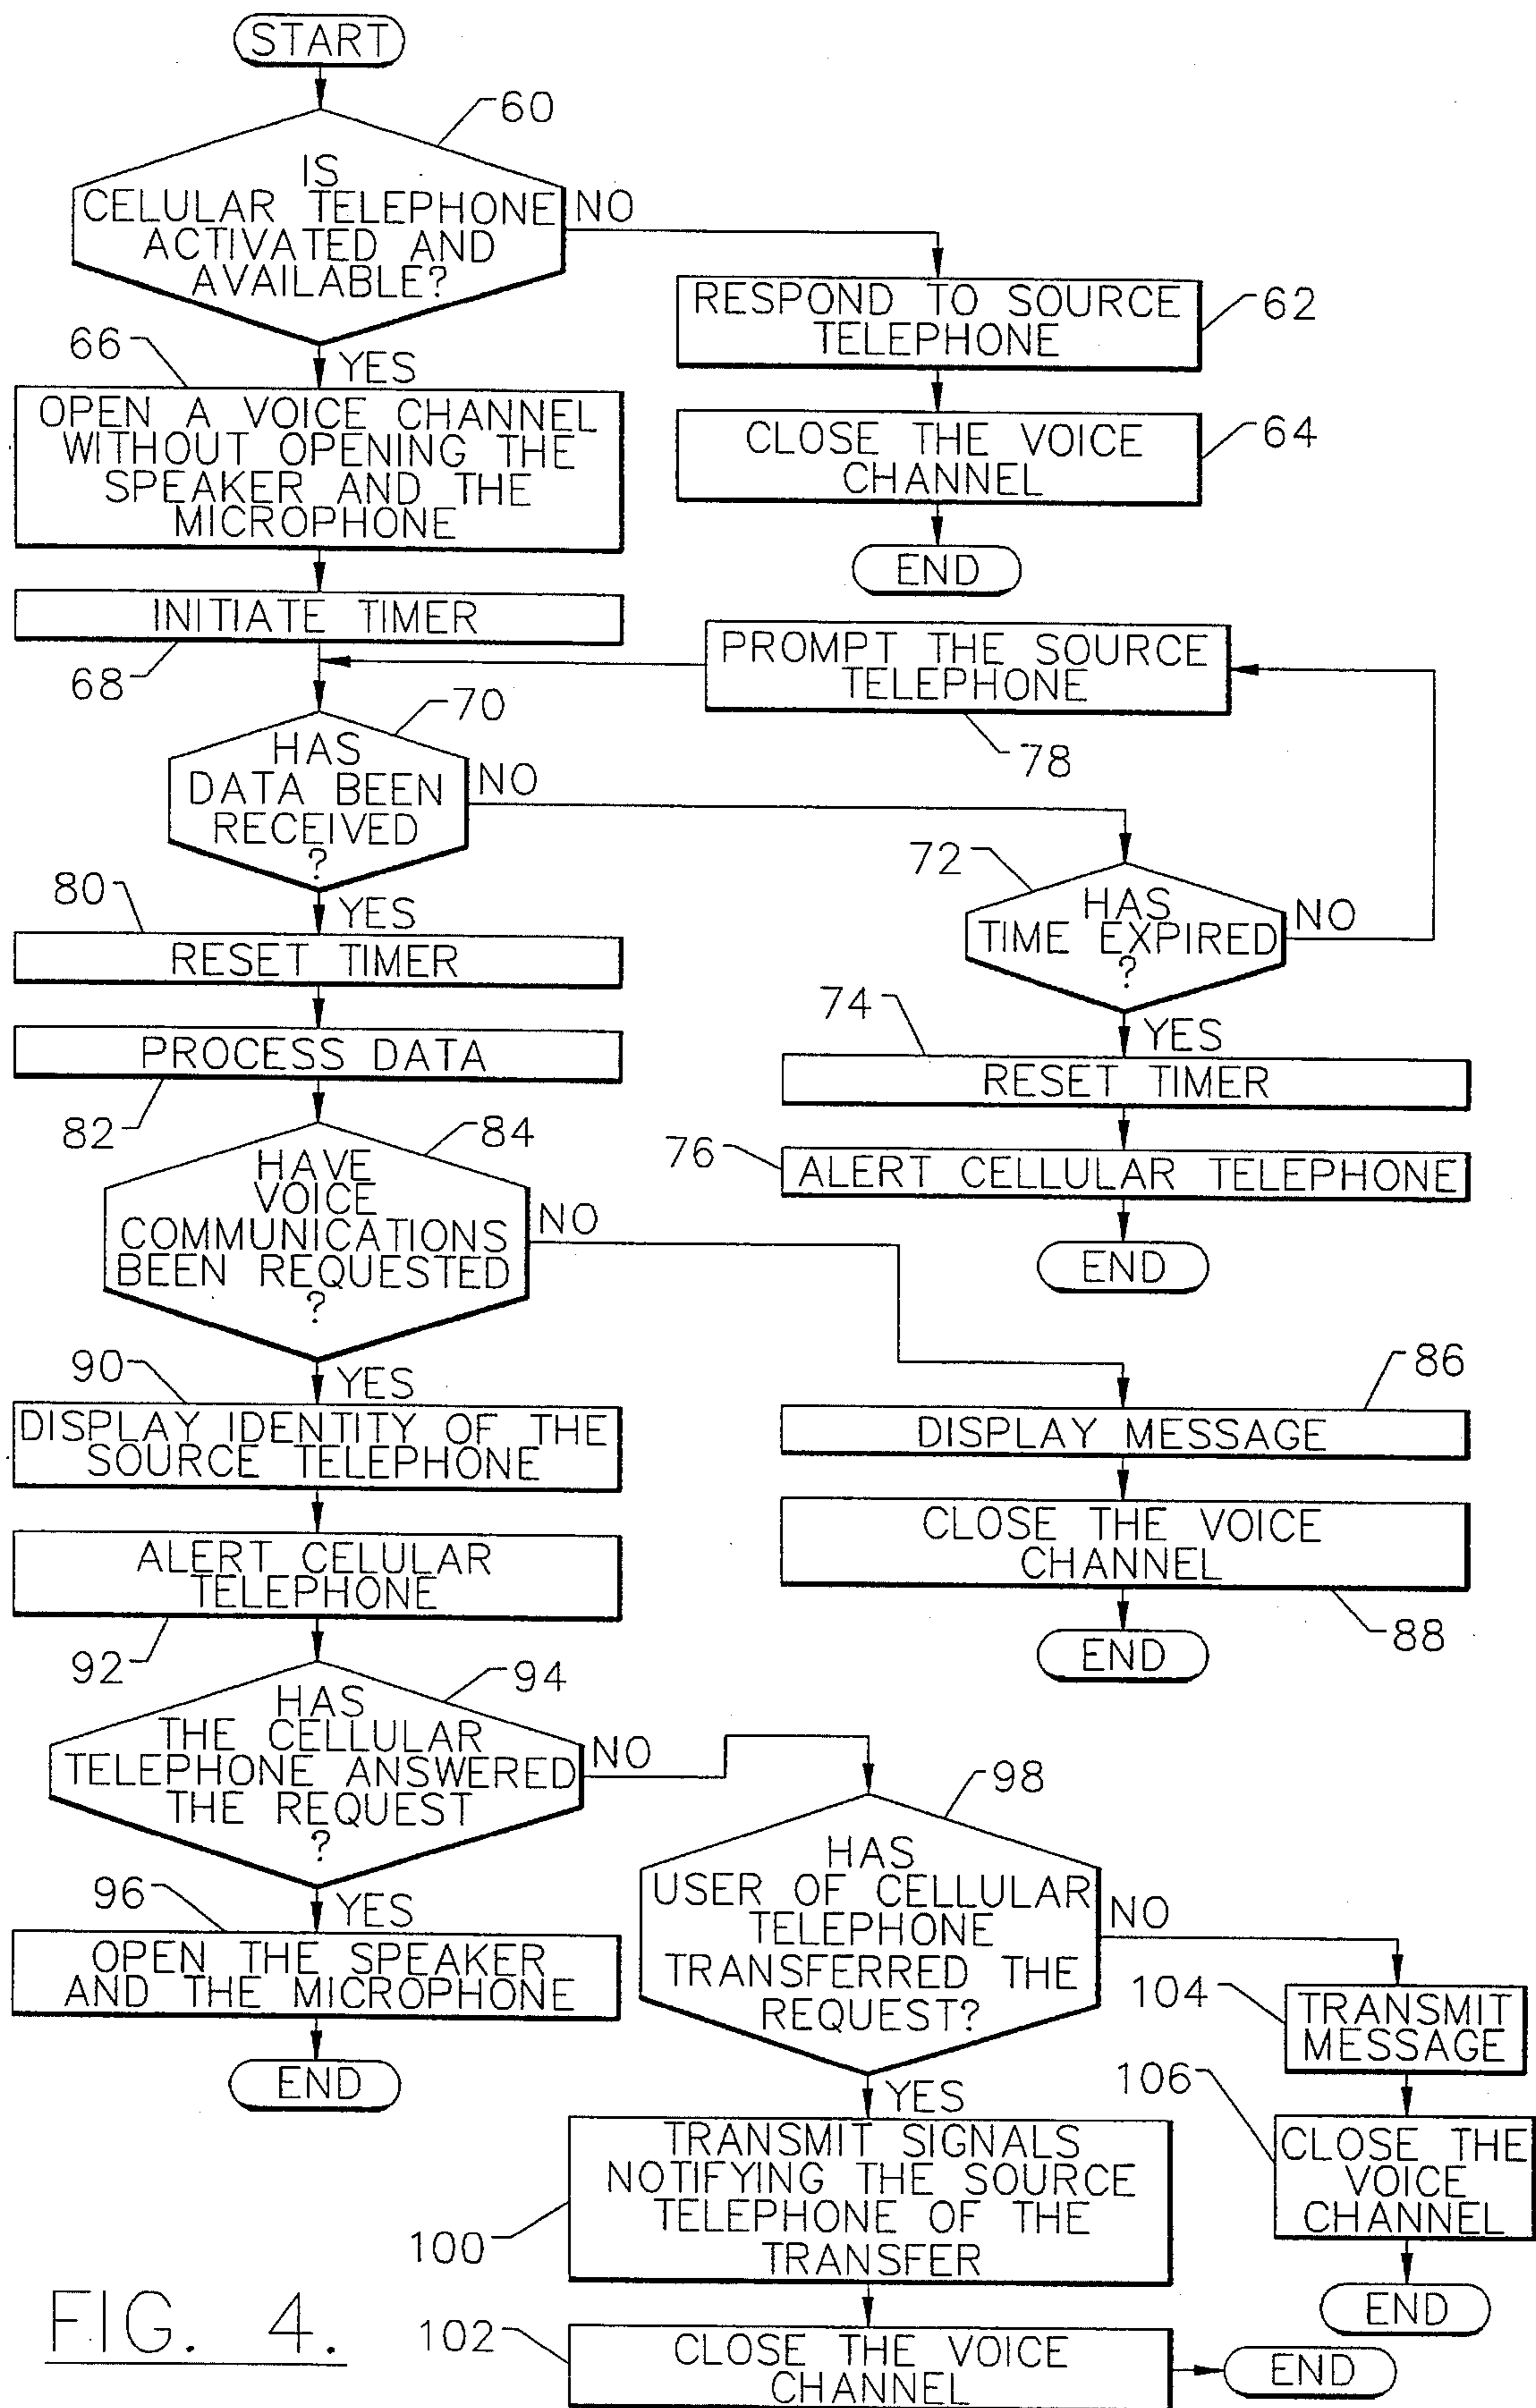 START
60
IS
CELULAR TELEPHONE
ACTIVATED AND
AVAILABLE?
NO
RESPOND TO SOURCE
TELEPHONE
62
CLOSE THE VOICE
CHANNEL
64
END
66
YES
OPEN A VOICE CHANNEL
WITHOUT OPENING THE
SPEAKER AND THE
MICROPHONE
INITIATE TIMER
68
PROMPT THE SOURCE
TELEPHONE
78
70
HAS
DATA BEEN
RECEIVED
?
NO
72
HAS
TIME EXPIRED
?
NO
80
YES
RESET TIMER
74
YES
RESET TIMER
PROCESS DATA
82
76
ALERT CELLULAR TELEPHONE
END
84
HAVE
VOICE
COMMUNICATIONS
BEEN REQUESTED
?
NO
86
DISPLAY MESSAGE
CLOSE THE VOICE
CHANNEL
88
END
90
YES
DISPLAY IDENTITY OF THE
SOURCE TELEPHONE
ALERT CELULAR
TELEPHONE
92
94
HAS
THE CELLULAR
TELEPHONE ANSWERED
THE REQUEST
?
NO
98
HAS
USER OF CELLULAR
TELEPHONE
TRANSFERRED THE
REQUEST?
NO
96
YES
OPEN THE SPEAKER
AND THE MICROPHONE
END
104
TRANSMIT
MESSAGE
106
CLOSE THE
VOICE
CHANNEL
END
YES
TRANSMIT SIGNALS
NOTIFYING THE SOURCE
TELEPHONE OF THE
TRANSFER
100
102
CLOSE THE VOICE
CHANNEL
END
FIG. 4.